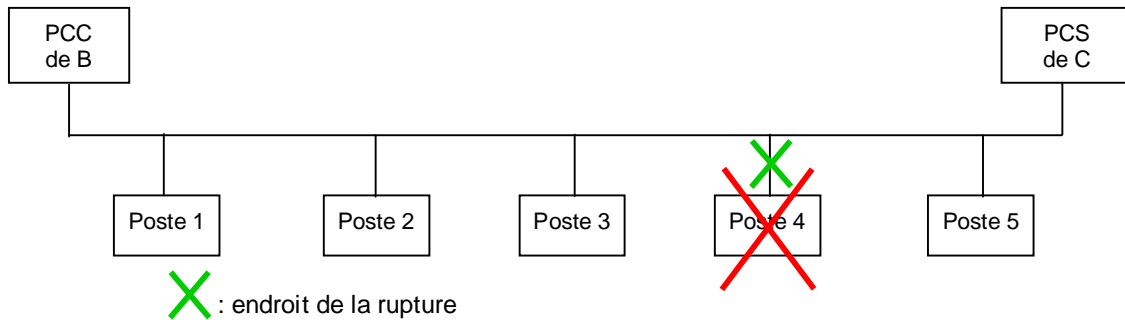 PCC
de B
PCS
de C
Poste 1
Poste 2
Poste 3
Poste 4
Poste 5
: endroit de la rupture